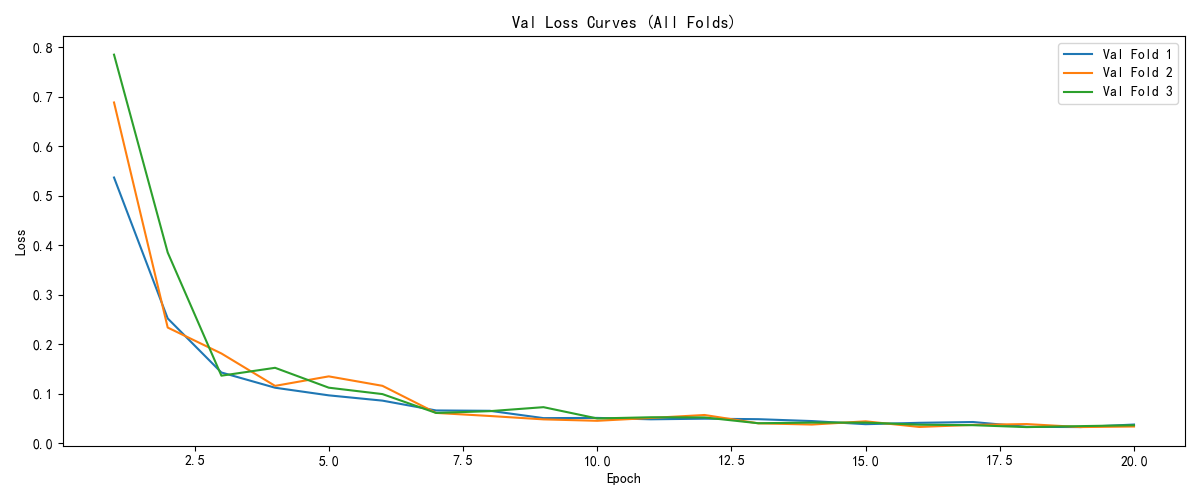 Val Loss Curves (All Folds)
Val Fold 1
Val Fold 2
Val Fold 3
Loss
0.8
0.7
0.6
0.5
0.4
0.3
0.2
0.1
0.0
2.5 5.0 7.5 10.0 12.5 15.0 17.5 20.0
Epoch